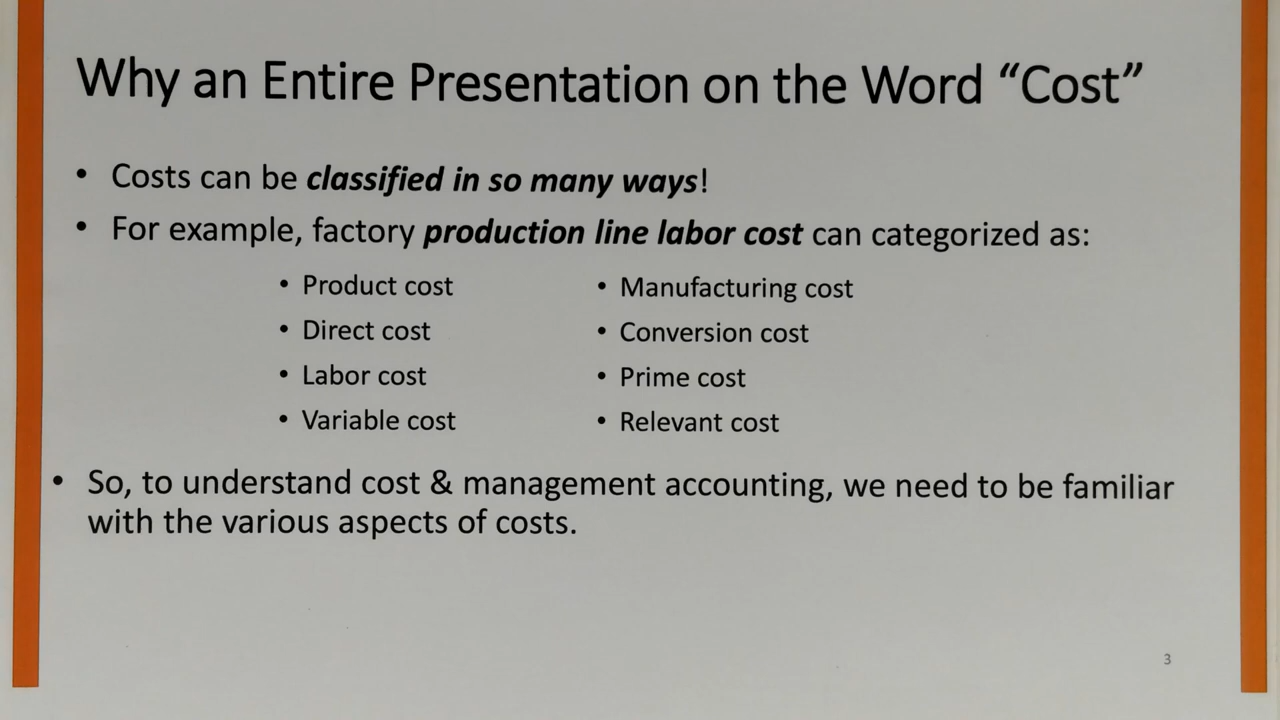 Why an Entire Presentation on the Word “Cost”
• Costs can be classified in so many ways!
• For example, factory production line labor cost can categorized as:
• Product cost
• Direct cost
• Labor cost
• Variable cost
• Manufacturing cost
• Conversion cost
• Prime cost
• Relevant cost
• So, to understand cost & management accounting, we need to be familiar
with the various aspects of costs.
3